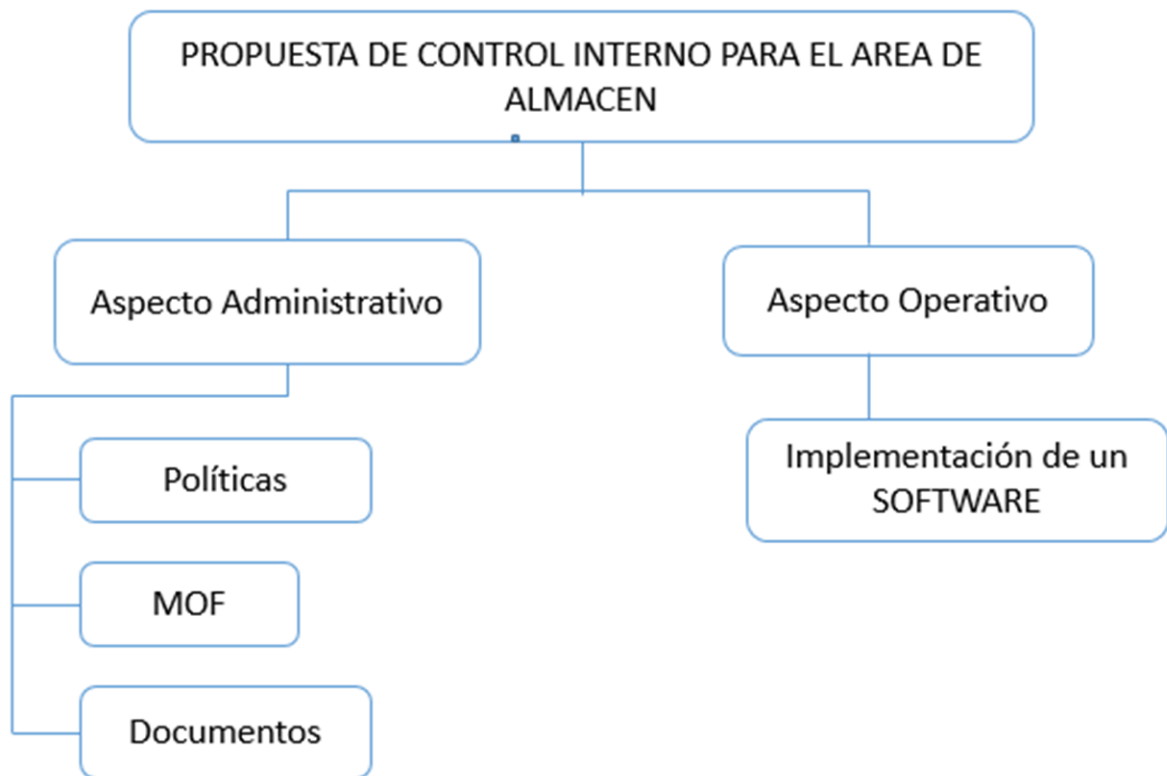 PROPUESTA DE CONTROL INTERNO PARA EL AREA DE
ALMACEN
Aspecto Administrativo
Políticas
MOF
Documentos
Aspecto Operativo
Implementación de un
SOFTWARE